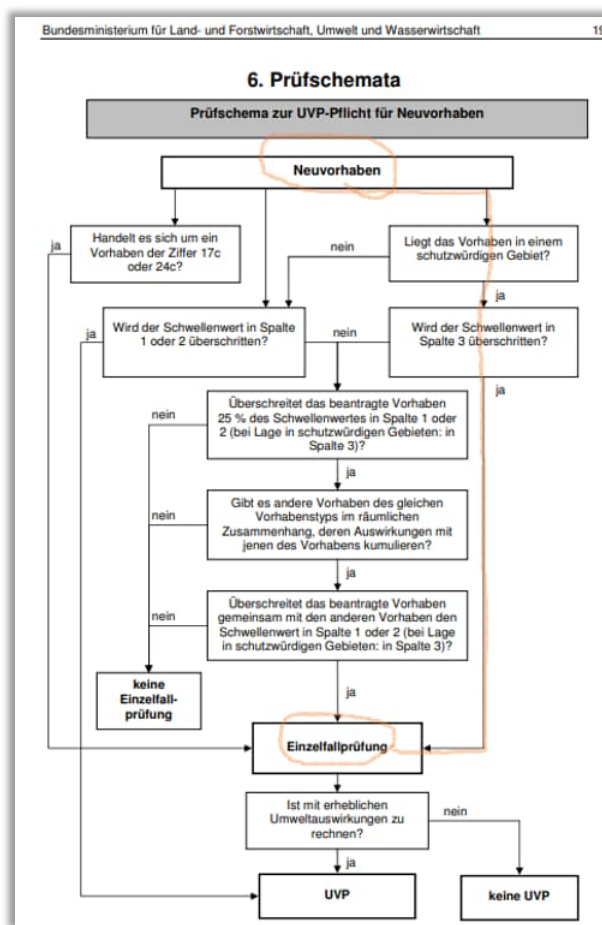 Bundesministerium für Land- und Forstwirtschaft, Umwelt und Wasserwirtschaft 19
6. Prüfschemata
Prüfschema zur UVP-Pflicht für Neuvorhaben
Neuvorhaben
ja
Handelt es sich um ein
Vorhaben der Ziffer 17c
oder 24c?
nein
Liegt das Vorhaben in einem
schutzwürdigen Gebiet?
ja
ja
Wird der Schwellenwert in Spalte
1 oder 2 überschritten?
nein
Wird der Schwellenwert in
Spalte 3 überschritten?
ja
nein
Überschreitet das beantragte Vorhaben
25 % des Schwellenwertes in Spalte 1 oder
2 (bei Lage in schutzwürdigen Gebieten: in
Spalte 3)?
ja
nein
Gibt es andere Vorhaben des gleichen
Vorhabenstyps im räumlichen
Zusammenhang, deren Auswirkungen mit
jenen des Vorhabens kumulieren?
ja
nein
Überschreitet das beantragte Vorhaben
gemeinsam mit den anderen Vorhaben den
Schwellenwert in Spalte 1 oder 2 (bei Lage
in schutzwürdigen Gebieten: in Spalte 3)?
keine
Einzelfall-
prüfung
ja
Einzelfallprüfung
Ist mit erheblichen
Umweltauswirkungen zu
rechnen?
nein
ja
UVP
keine UVP